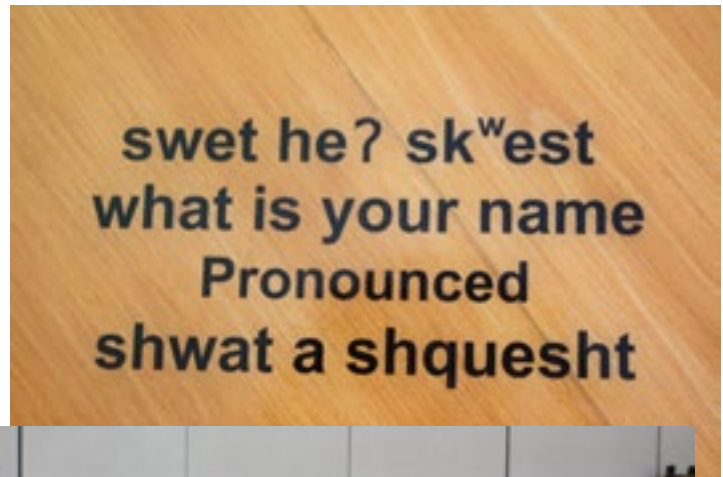 swet he? skʷest
what is your name
Pronounced
shwat a shquesht